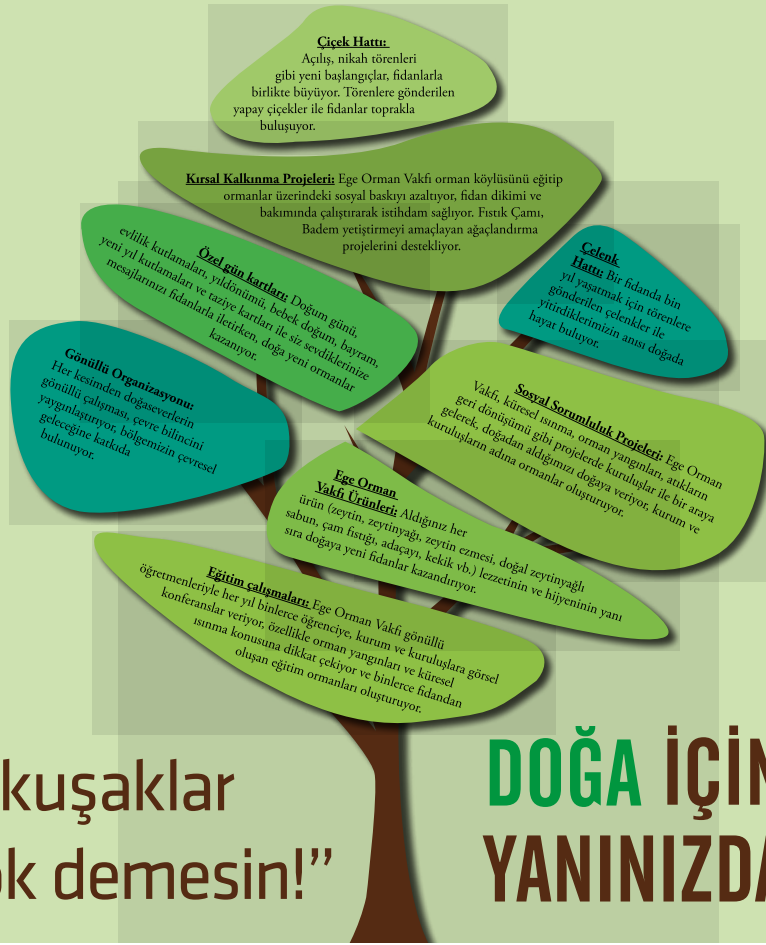 Çiçek Hattı:
Açılış, nikah törenleri
gibi yeni başlangıçlar, fidanlarla
birlikte büyüyor. Törenlere gönderilen
yapay çiçekler ile fidanlar toprakla
buluşuyor.
Kırsal Kalkınma Projeleri: Ege Orman Vakfı orman köylüsünü eğitip
ormanlar üzerindeki sosyal baskıyı azaltıyor, fidan dikimi ve
bakımında çalıştırarak istihdam sağlıyor. Fıstık Çamı,
Badem yetiştirmeyi amaçlayan ağaçlandırma
projelerini destekliyor.
Özel gün kartları: Doğum günü,
evlilik kutlamaları, yıldönümü, bebek doğum, bayram,
yeni yıl kutlamaları ve taziye kartları ile siz sevdiklerinize
mesajlarınızı fidanlarla iletirken, doğa yeni ormanlar
kazanıyor.
Çelenk
Hattı: Bir fidanda bin
yıl yaşatmak için törenlere
gönderilen çelenkler ile
yitirdiklerimizin anısı doğada
hayat buluyor.
Gönüllü Organizasyonu:
Her kesimden doğaseverlerin
gönüllü çalışması, çevre bilincini
yaygınlaştırıyor, bölgemizin çevresel
geleceğine katkıda
bulunuyor.
Sosyal Sorumluluk Projeleri: Ege Orman
Vakfı, küresel ısınma, orman yangınları, atıkların
geri dönüşümü gibi projelerde kuruluşlar ile bir araya
gelerek, doğadan aldığımızı doğaya veriyor, kurum ve
kuruluşların adına ormanlar oluşturuyor.
Ege Orman
Vakfı Ürünleri: Aldığınız her
ürün (zeytin, zeytinyağı, zeytin ezmesi, doğal zeytinyağlı
sabun, çam fıstığı, adaçayı, kekik vb.) lezzetinin ve hijyeninin yanı
sıra doğaya yeni fidanlar kazandırıyor.
Eğitim çalışmaları: Ege Orman Vakfı gönüllü
öğretmenleriyle her yıl binlerce öğrenciye, kurum ve kuruluşlara görsel
konferanslar veriyor, özellikle orman yangınları ve küresel
ısınma konusuna dikkat çekiyor ve binlerce fidandan
oluşan eğitim ormanları oluşturuyor.
kuşaklar
ok demesin!”
DOĞA İÇİN
YANINIZDA